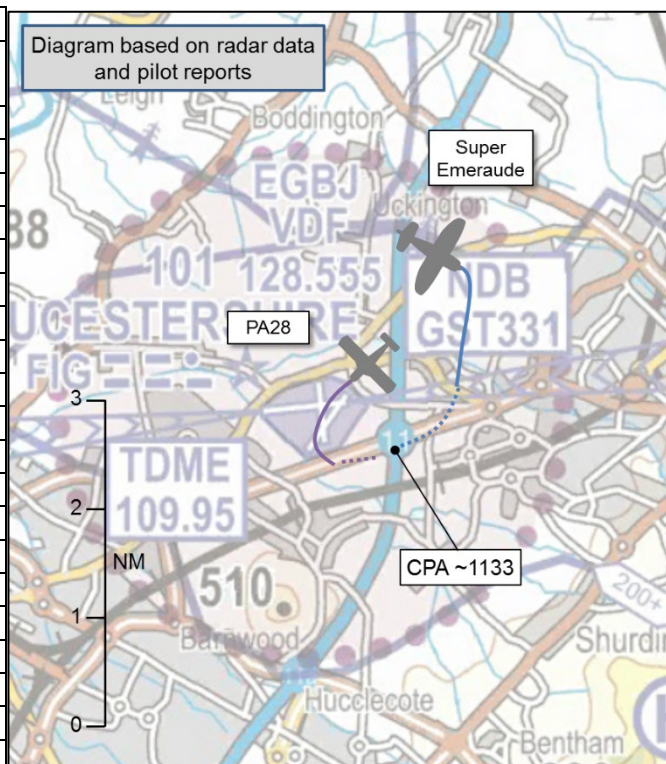 Diagram based on radar data
and pilot reports
Leigh
Boddington
Super
Emeraude
EGBJ
VDF
Uckington
88
101 128.555
NDB
GST331
UCESTERSHIRE
PA28
FIG
3
11
TDME
109.95
2
NM
CPA ~1133
510
200+
1
Barnwood
Shurdin
Hucclecote
0
Bentham